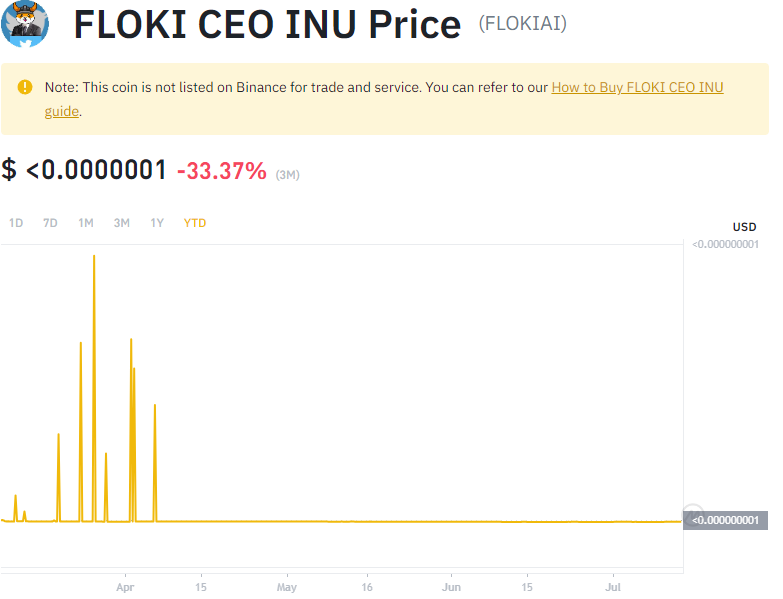 FLOKI CEO INU Price (FLOKIAI)
Note: This coin is not listed on Binance for trade and service. You can refer to our How to Buy FLOKI CEO INU
guide.
$ <0.0000001 -33.37% (3M)
1D 7D 1M 3M 1Y YTD
USD
<0.000000001
<0.000000001
Apr 15 May 16 Jun 15 Jul